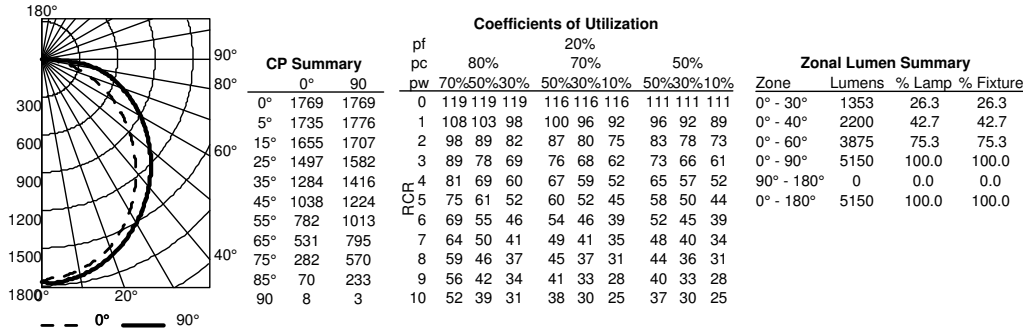 180°
90°
80°
60°
40°
300
600
900
1200
1500
1800
0°
20°
0° 90°
CP Summary
0° 90
0° 1769 1769
5° 1735 1776
15° 1655 1707
25° 1497 1582
35° 1284 1416
45° 1038 1224
55° 782 1013
65° 531 795
75° 282 570
85° 70 233
90 8 3
Coefficients of Utilization
pf 20%
pc 80% 70% 50%
pw 70%50%30% 50%30%10% 50%30%10%
RCR
0 119 119 119 116 116 116 111 111 111
1 108 103 98 100 96 92 96 92 89
2 98 89 82 87 80 75 83 78 73
3 89 78 69 76 68 62 73 66 61
4 81 69 60 67 59 52 65 57 52
5 75 61 52 60 52 45 58 50 44
6 69 55 46 54 46 39 52 45 39
7 64 50 41 49 41 35 48 40 34
8 59 46 37 45 37 31 44 36 31
9 56 42 34 41 33 28 40 33 28
10 52 39 31 38 30 25 37 30 25
Zonal Lumen Summary
Zone Lumens % Lamp % Fixture
0° - 30° 1353 26.3 26.3
0° - 40° 2200 42.7 42.7
0° - 60° 3875 75.3 75.3
0° - 90° 5150 100.0 100.0
90° - 180° 0 0.0 0.0
0° - 180° 5150 100.0 100.0